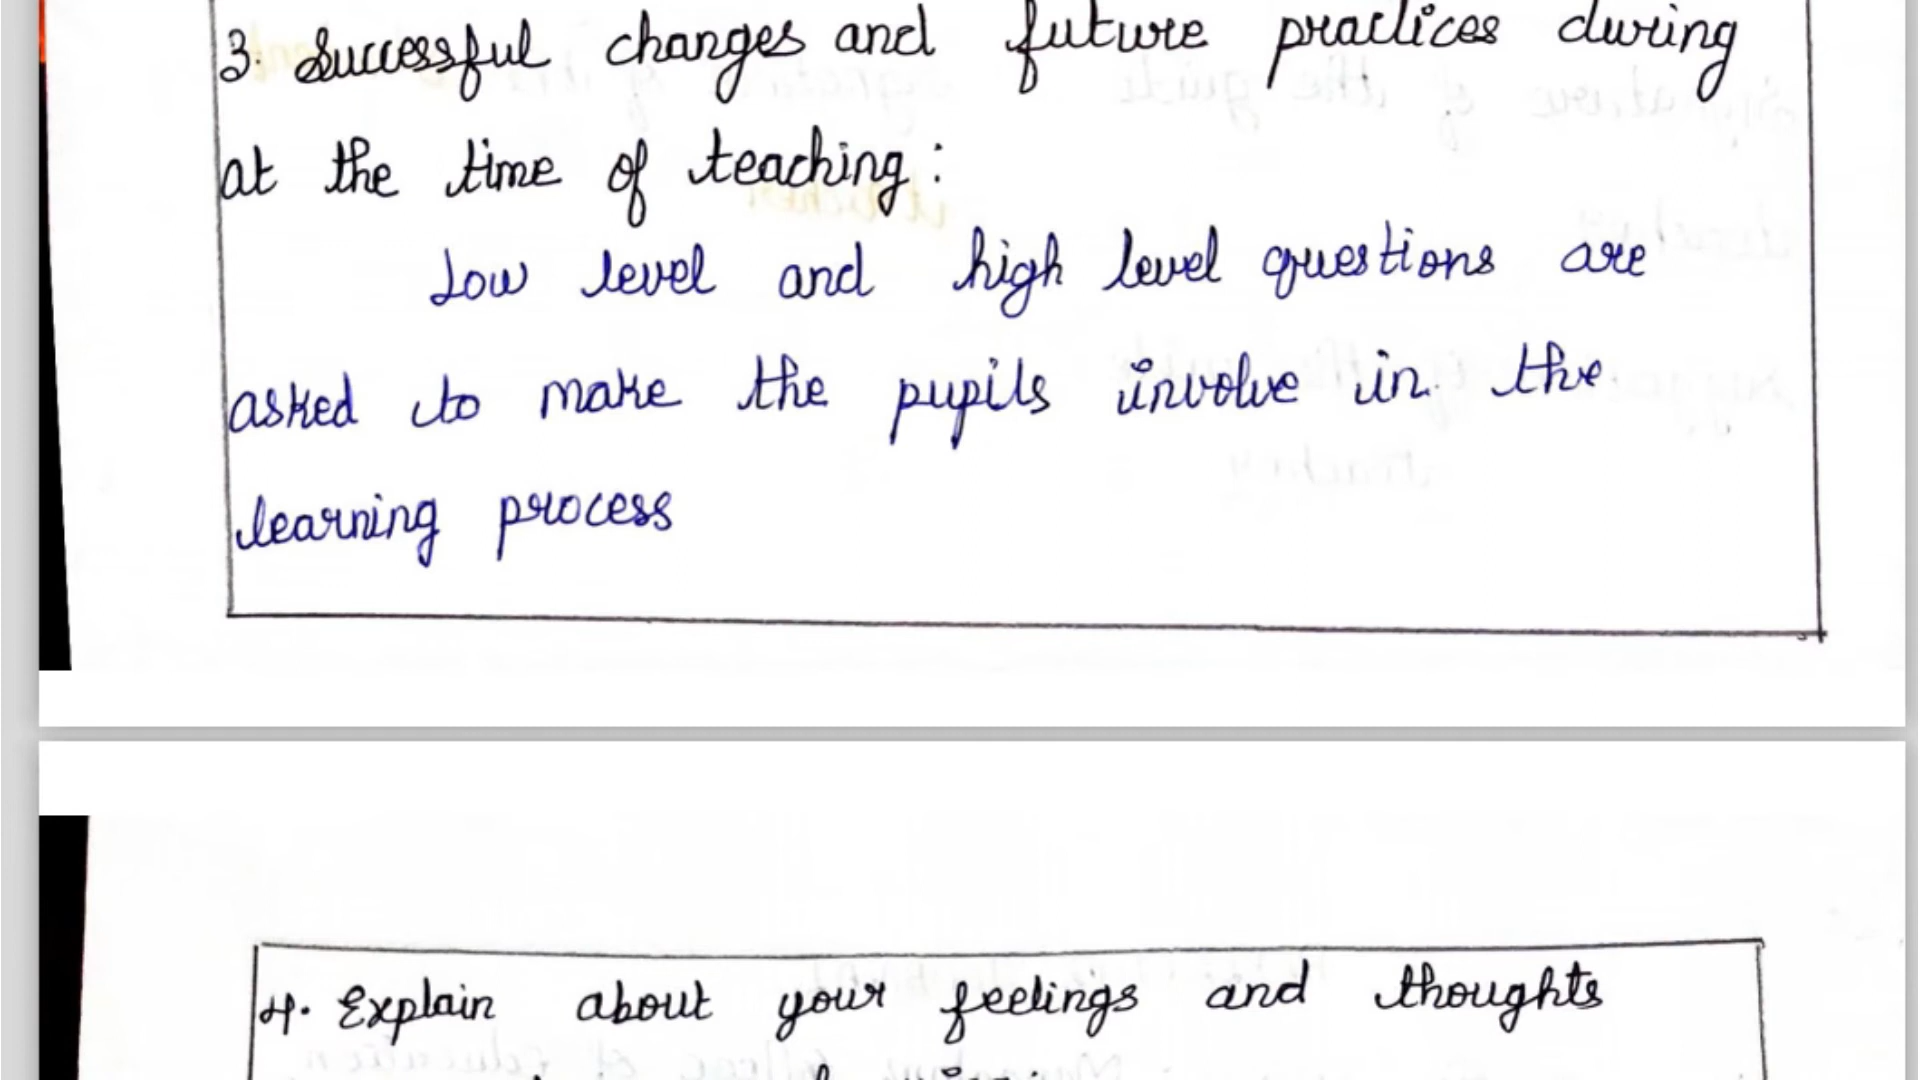 3. Successful changes and future practices during
at the time of teaching:
Low level and high level questions are
asked to make the pupils involve in the
learning process
4. Explain about your feelings and thoughts